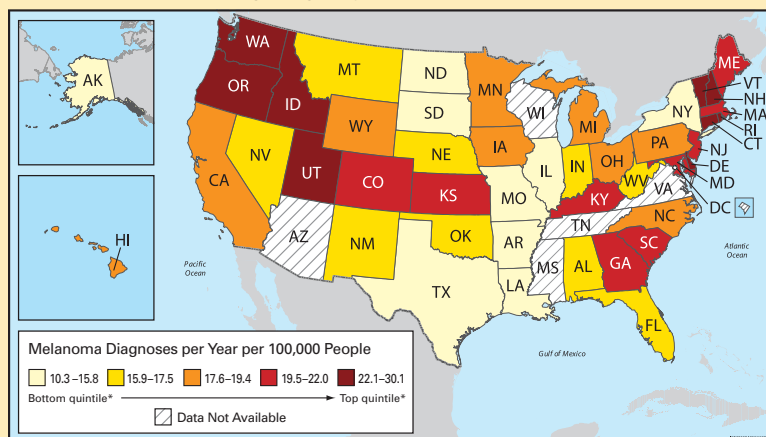 AK
HI
WA
OR
ID
MT
ND
SD
MN
WI
MI
WY
NE
IA
NV
UT
CO
KS
CA
AZ
NM
OK
TX
MO
AR
LA
IL
IN
OH
KY
TN
MS
AL
GA
FL
SC
NC
VA
WV
PA
NY
ME
VT
NH
MA
RI
CT
NJ
DE
MD
DC
Pacific
Ocean
Atlantic
Ocean
Gulf of Mexico
Melanoma Diagnoses per Year per 100,000 People
10.3–15.8 15.9–17.5 17.6–19.4 19.5–22.0 22.1–30.1
Bottom quintile* Top quintile*
Data Not Available